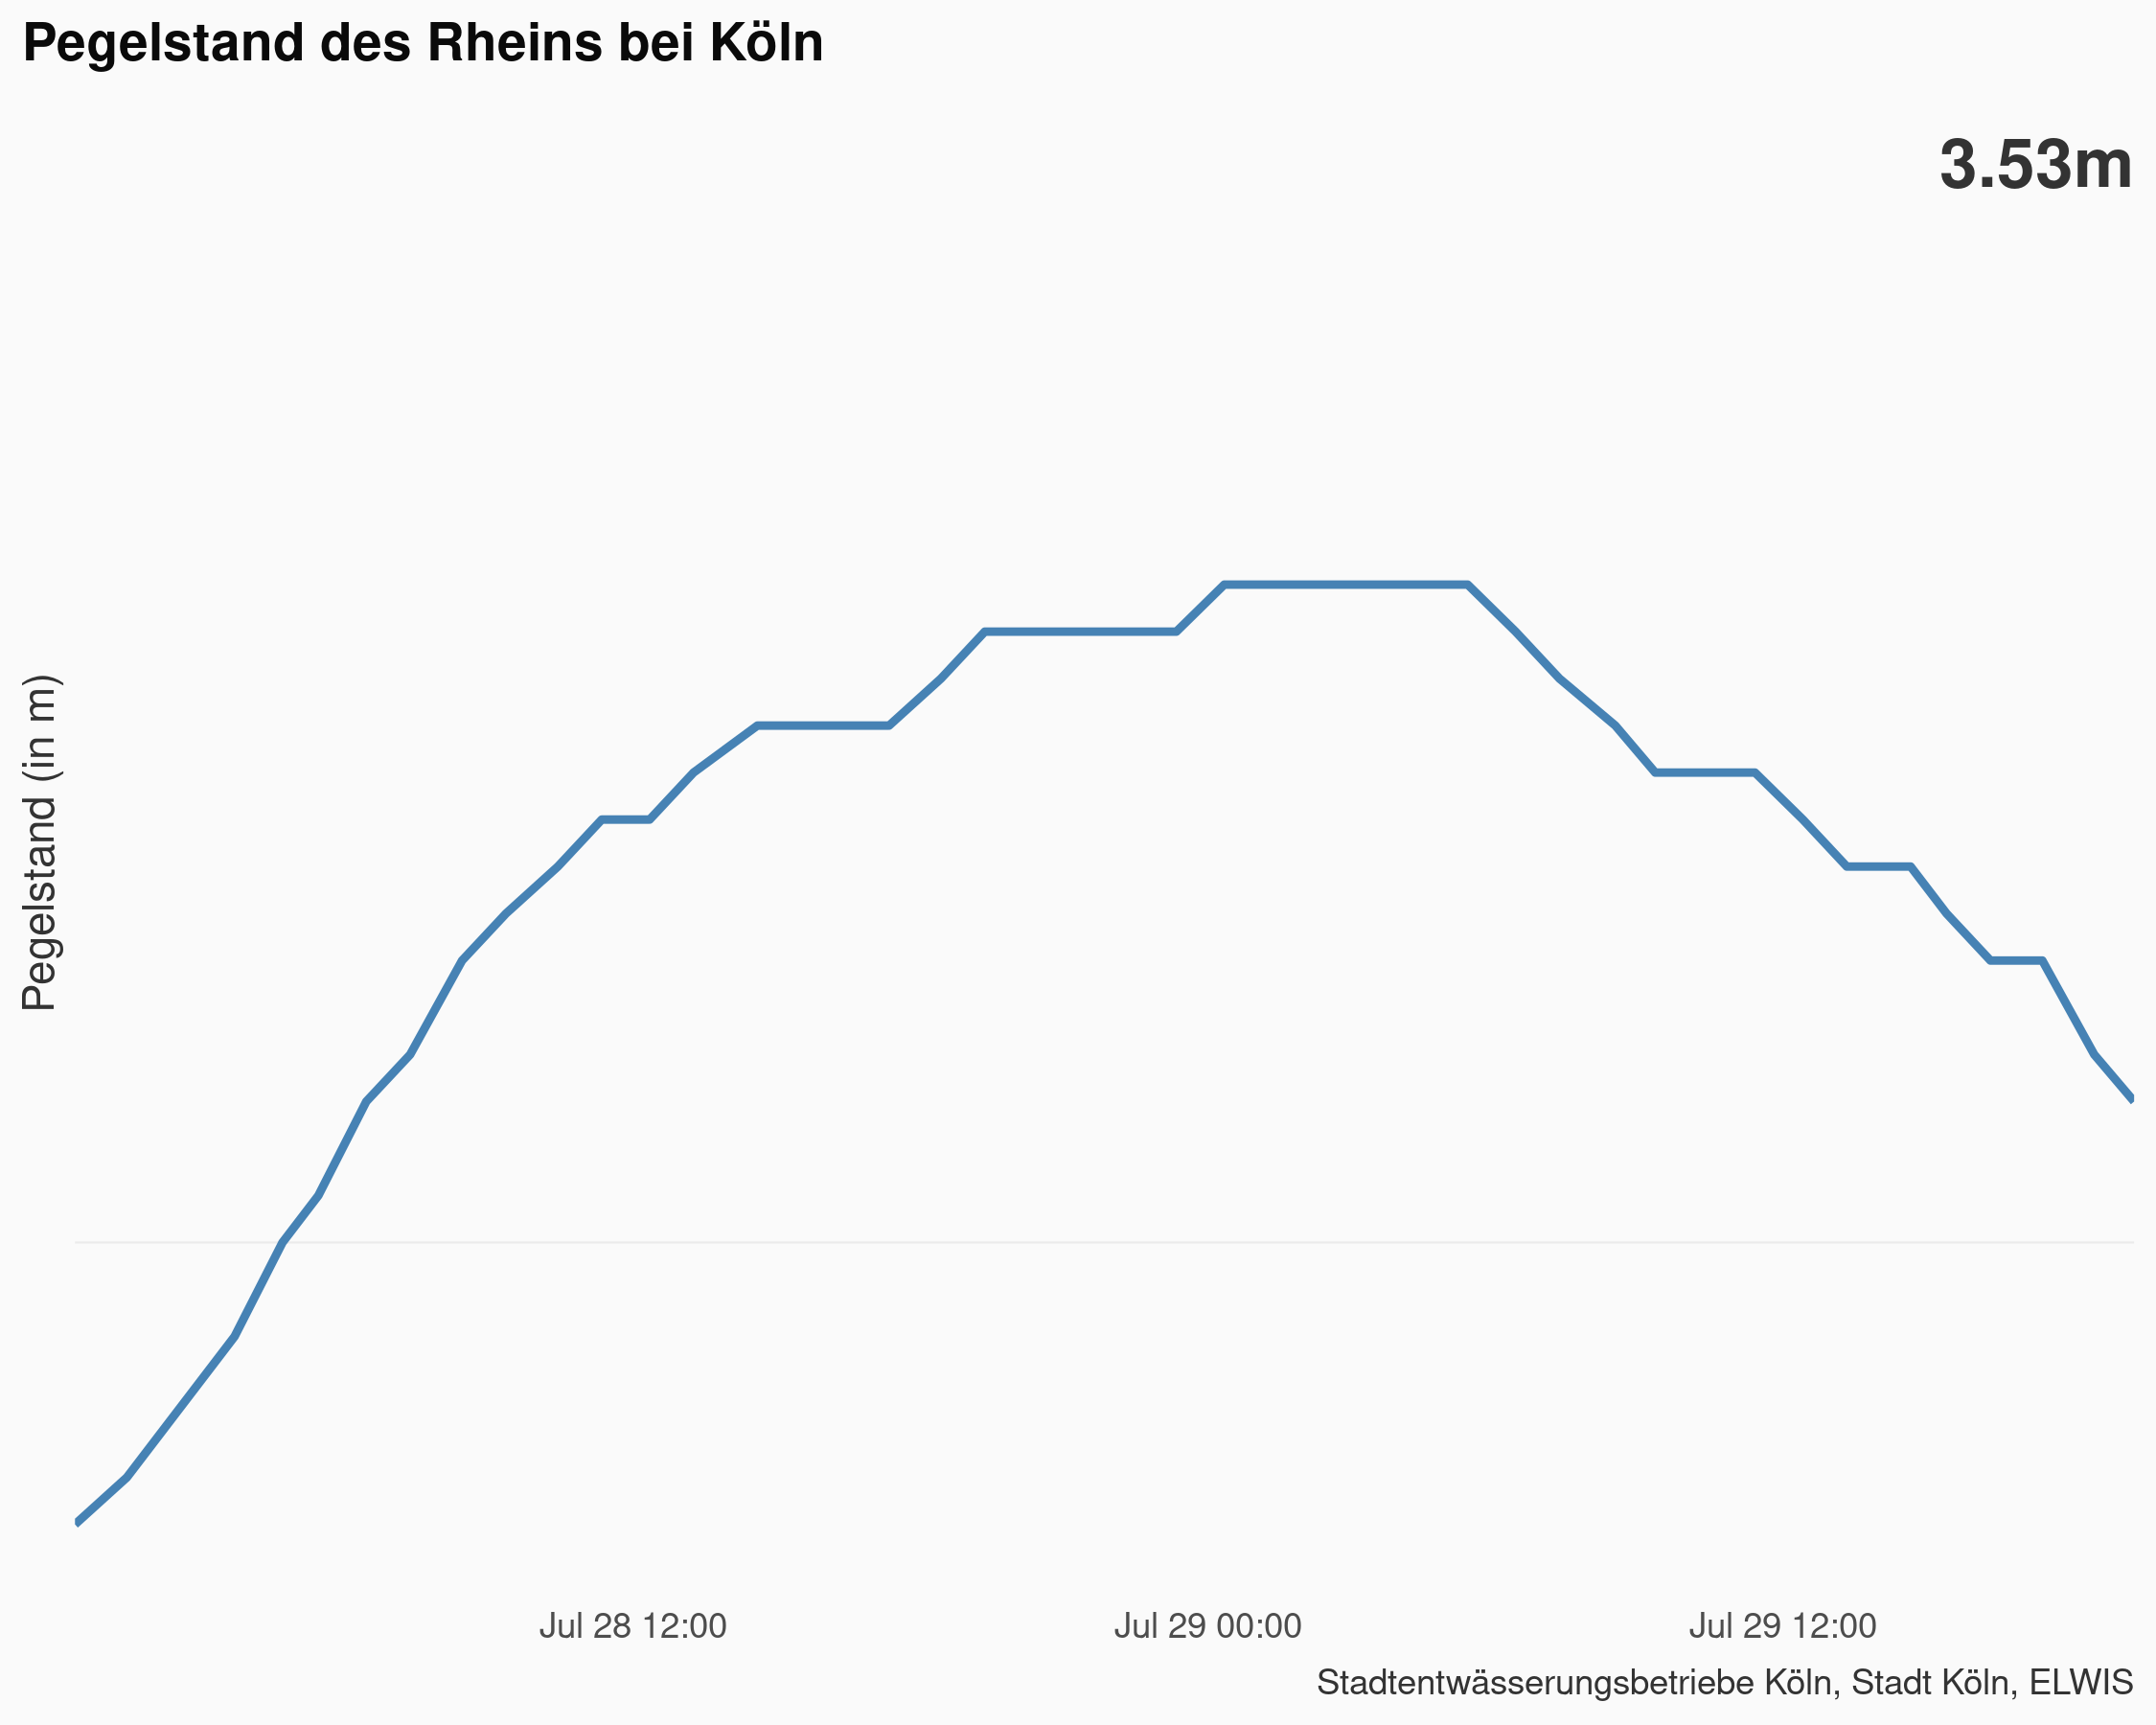 Pegelstand des Rheins bei Köln
3.53m
Pegelstand (in m)
Jul 28 12:00
Jul 29 00:00
Jul 29 12:00
Stadtentwässerungsbetriebe Köln, Stadt Köln, ELWIS